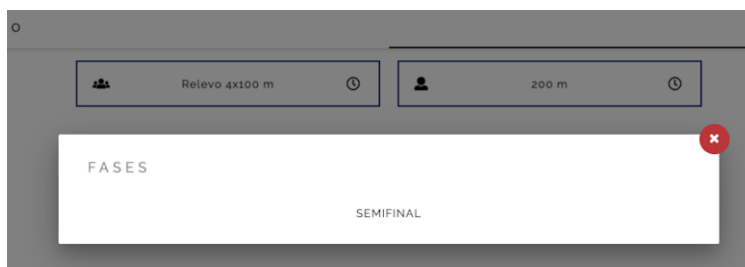 O
Relevo 4x100 m
200 m
FASES
SEMIFINAL